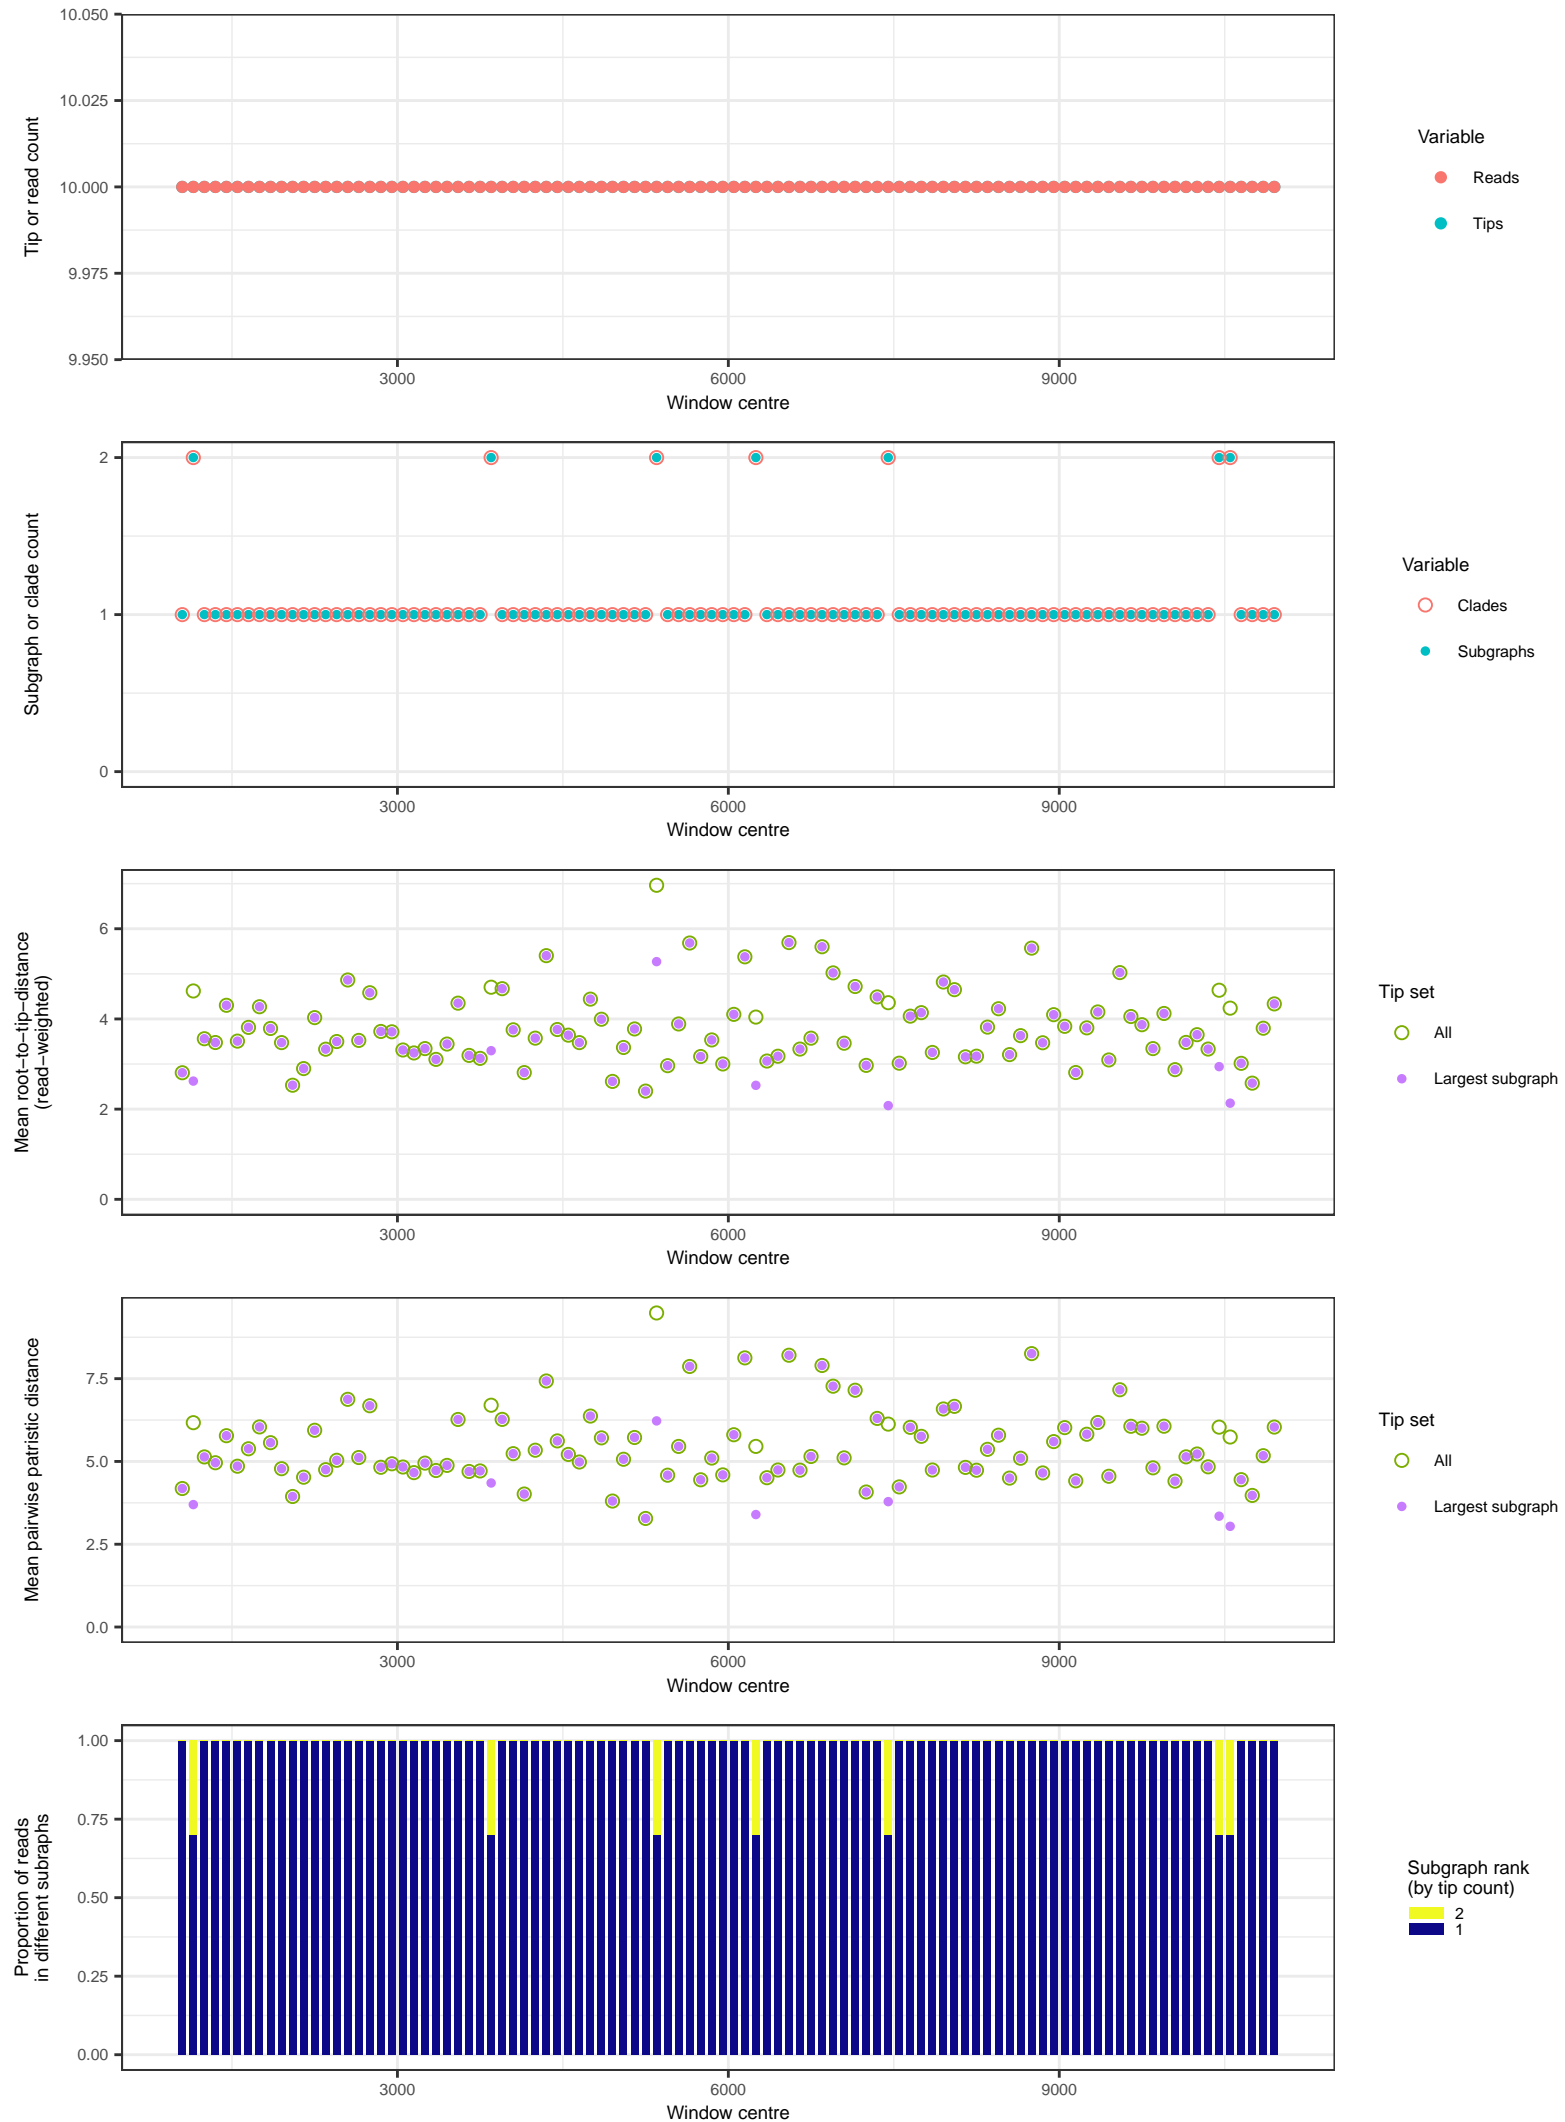 10.050
10.025
10.000
9.975
9.950
Tip or read count
3000
6000
9000
Window centre
Variable
Reads
Tips
2
1
0
Subgraph or clade count
3000
6000
9000
Window centre
Variable
Clades
Subgraphs
6
4
2
0
Mean root−to−tip−distance
(read−weighted)
3000
6000
9000
Window centre
Tip set
All
Largest subgraph
7.5
5.0
2.5
0.0
Mean pairwise patristic distance
3000
6000
9000
Window centre
Tip set
All
Largest subgraph
1.00
0.75
0.50
0.25
0.00
Proportion of reads
in different subraphs
3000
6000
9000
Window centre
Subgraph rank
(by tip count)
2
1